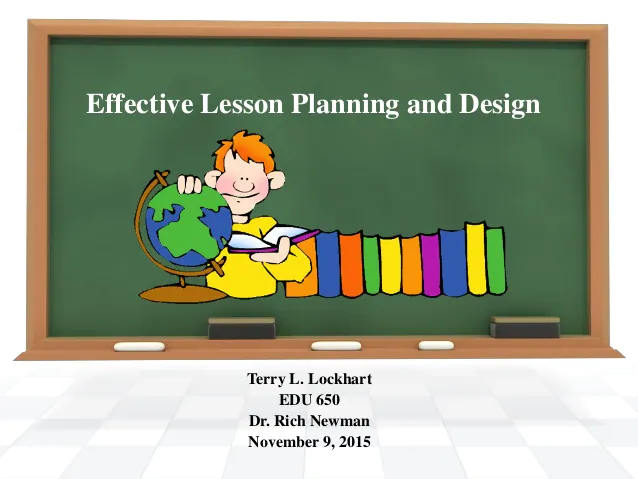 Effective Lesson Planning and Design
Terry L. Lockhart
EDU 650
Dr. Rich Newman
November 9, 2015